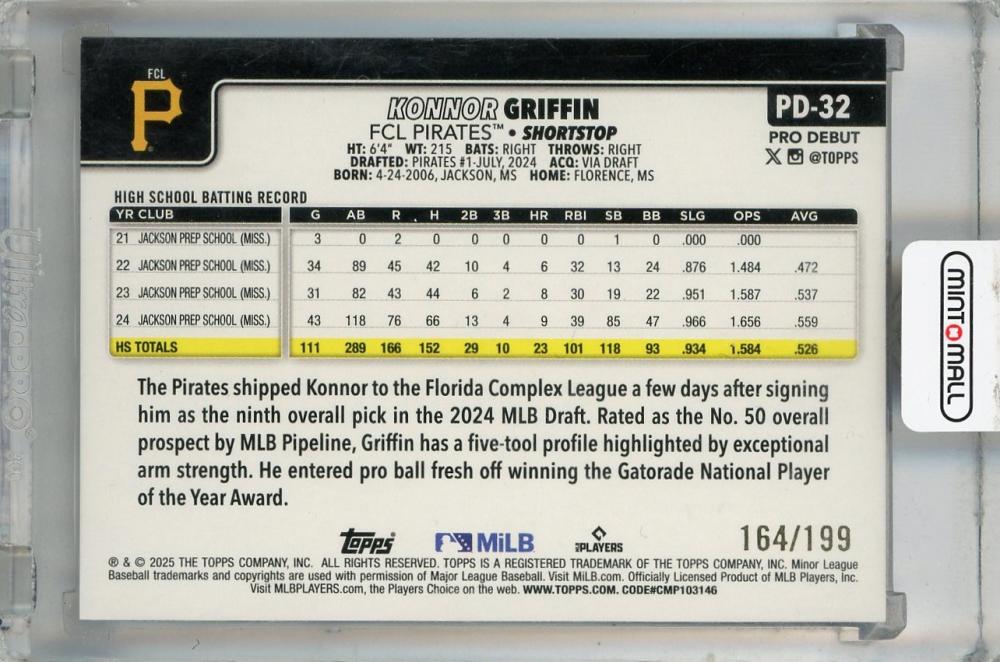 FCL
P
KONNOR GRIFFIN
PD-32
FCL PIRATES™ • SHORTSTOP
PRO DEBUT
HT: 6'4" WT: 215 BATS: RIGHT THROWS: RIGHT
@TOPPS
DRAFTED: PIRATES #1-JULY, 2024 ACQ: VIA DRAFT
BORN: 4-24-2006, JACKSON, MS HOME: FLORENCE, MS
HIGH SCHOOL BATTING RECORD
YR CLUB G AB R H 2B 3B HR RBI SB BB SLG OPS AVG
21 JACKSON PREP SCHOOL (MISS.) 3 0 2 0 0 0 0 0 1 0 .000 .000
22 JACKSON PREP SCHOOL (MISS.) 34 89 45 42 10 4 6 32 13 24 .876 1.484 .472
23 JACKSON PREP SCHOOL (MISS.) 31 82 43 44 6 2 8 30 19 22 .951 1.587 .537
24 JACKSON PREP SCHOOL (MISS.) 43 118 76 66 13 4 9 39 85 47 .966 1.656 .559
HS TOTALS 111 289 166 152 29 10 23 101 118 93 .934 1.584 .526
The Pirates shipped Konnor to the Florida Complex League a few days after signing
him as the ninth overall pick in the 2024 MLB Draft. Rated as the No. 50 overall
prospect by MLB Pipeline, Griffin has a five-tool profile highlighted by exceptional
arm strength. He entered pro ball fresh off winning the Gatorade National Player
of the Year Award.
topps MiLB PLAYERS
164/199
® & © 2025 THE TOPPS COMPANY, INC. ALL RIGHTS RESERVED. TOPPS IS A REGISTERED TRADEMARK OF THE TOPPS COMPANY, INC. Minor League
Baseball trademarks and copyrights are used with permission of Major League Baseball. Visit MiLB.com. Officially Licensed Product of MLB Players, Inc.
Visit MLBPLAYERS.com, the Players Choice on the web. WWW.TOPPS.COM. CODE#CMP103146
MINT MALL